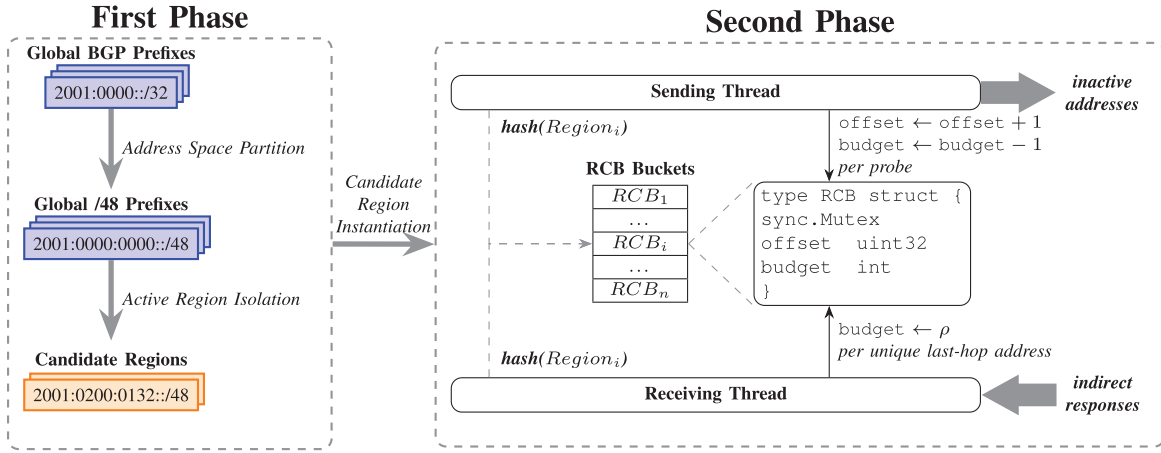 First Phase
Global BGP Prefixes
2001:0000::/32
Address Space Partition
Global /48 Prefixes
2001:0000:0000::/48
Active Region Isolation
Candidate Regions
2001:0200:0132::/48
Candidate
Region
Instantiation
Second Phase
Sending Thread
inactive
addresses
hash(Region_i)
offset ← offset + 1
budget ← budget − 1
per probe
RCB Buckets
RCB_1
...
RCB_i
...
RCB_n
type RCB struct {
sync.Mutex
offset uint32
budget int
}
budget ← ρ
per unique last-hop address
hash(Region_i)
Receiving Thread
indirect
responses